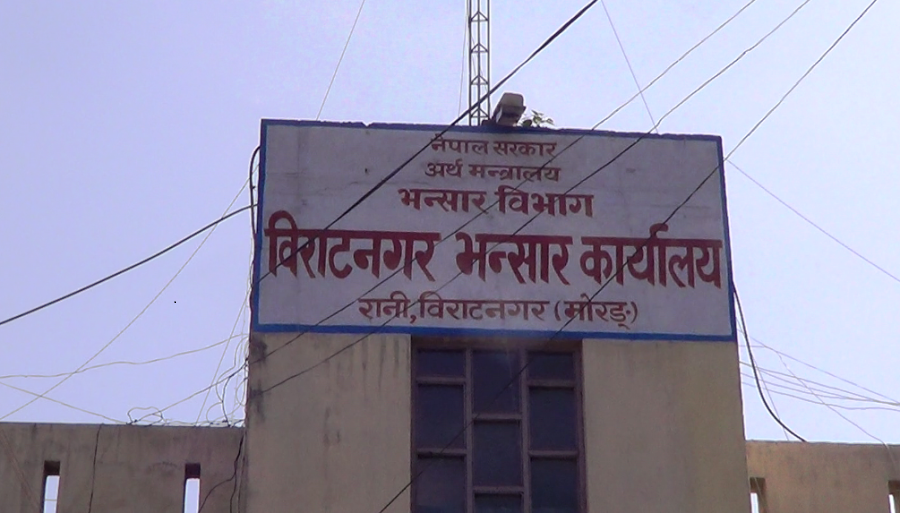 नेपाल सरकार
अर्थ मन्त्रालय
भन्सार विभाग
विराटनगर भन्सार कार्यालय
रानी, विराटनगर (मोरङ्)